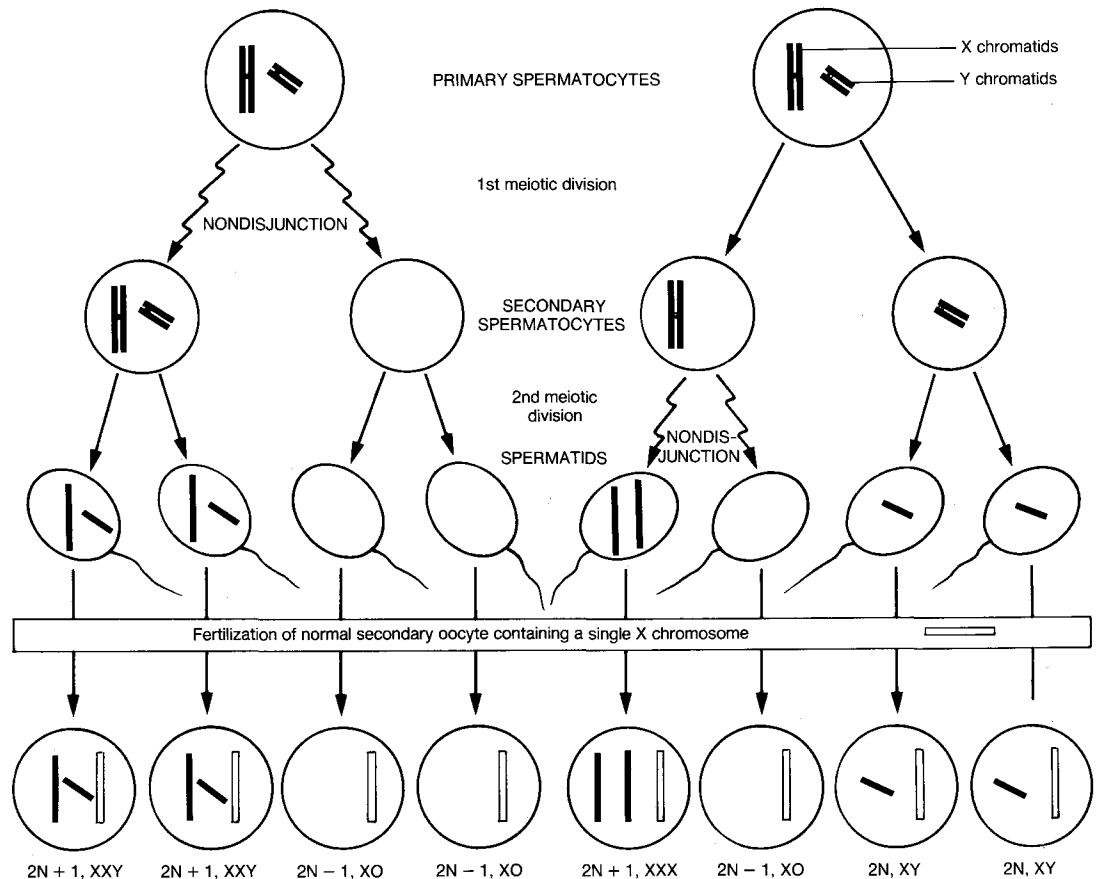 X chromatids
PRIMARY SPERMATOCYTES
Y chromatids
1st meiotic division
NONDISJUNCTION
SECONDARY
SPERMATOCYTES
2nd meiotic
division
NONDIS-
JUNCTION
SPERMATIDS
Fertilization of normal secondary oocyte containing a single X chromosome
2N + 1, XXY
2N + 1, XXY
2N − 1, XO
2N − 1, XO
2N + 1, XXX
2N − 1, XO
2N, XY
2N, XY